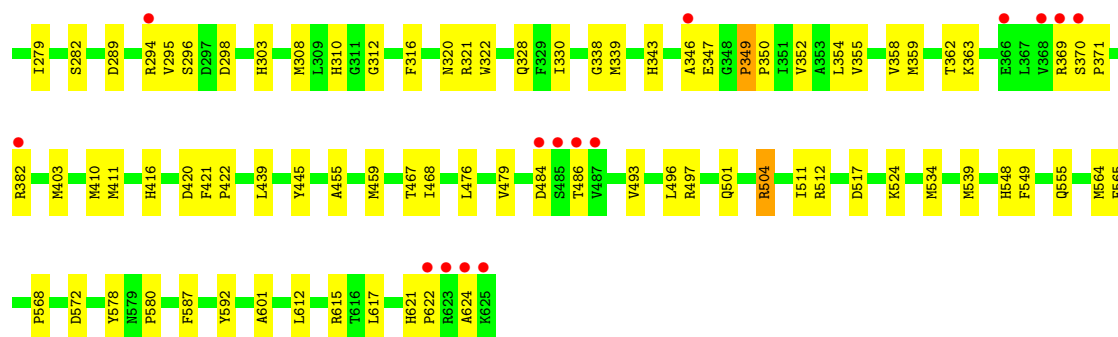 I279 S282 D289 R294 V295 S296 D297 D298 H303 M308 L309 H310 G311 G312 F316 N320 R321 W322 Q328 F329 I330 G338 M339 H343 A346 E347 G348 P349 P350 I351 V352 A353 L354 V355 V358 M359 T362 K363 E366 L367 V368 R369 S370 P371
R382 M403 M410 M411 H416 D420 F421 P422 L439 Y445 A455 M459 T467 I468 L476 V479 D484 S485 T486 V487 V493 L496 R497 Q501 R504 I511 R512 D517 K524 M534 M539 H548 F549 Q555 M564
P568 D572 Y578 N579 P580 F587 Y592 A601 L612 R615 T616 L617 H621 P622 R623 A624 K625